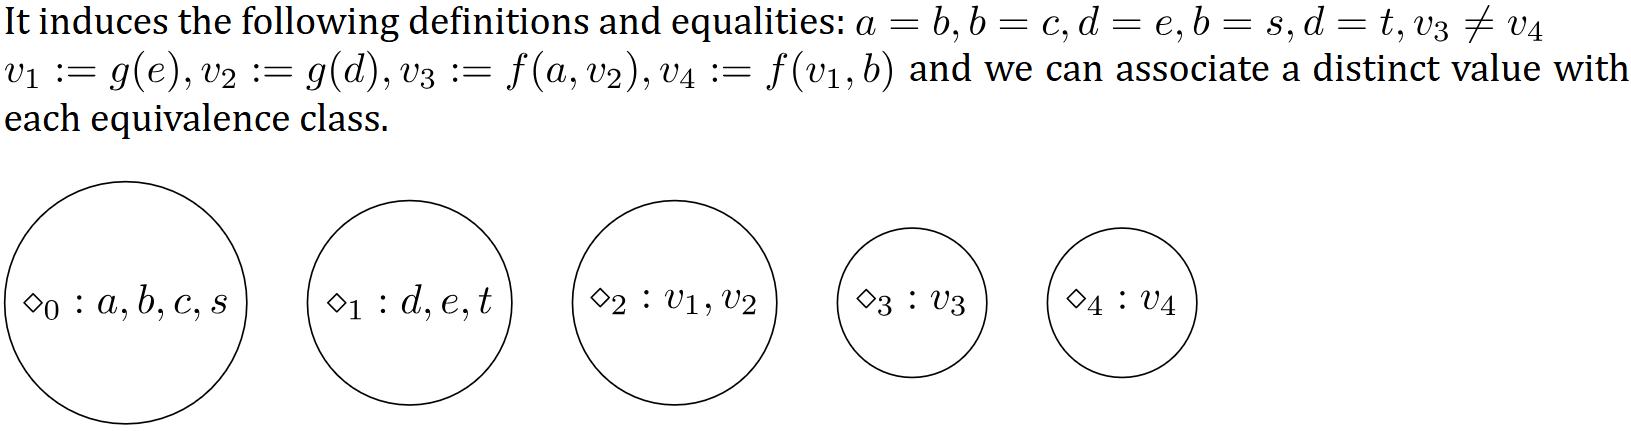 It induces the following definitions and equalities: a = b, b = c, d = e, b = s, d = t, v₃ ≠ v₄
v₁ := g(e), v₂ := g(d), v₃ := f(a, v₂), v₄ := f(v₁, b) and we can associate a distinct value with
each equivalence class.
⋄₀ : a, b, c, s ⋄₁ : d, e, t ⋄₂ : v₁, v₂ ⋄₃ : v₃ ⋄₄ : v₄